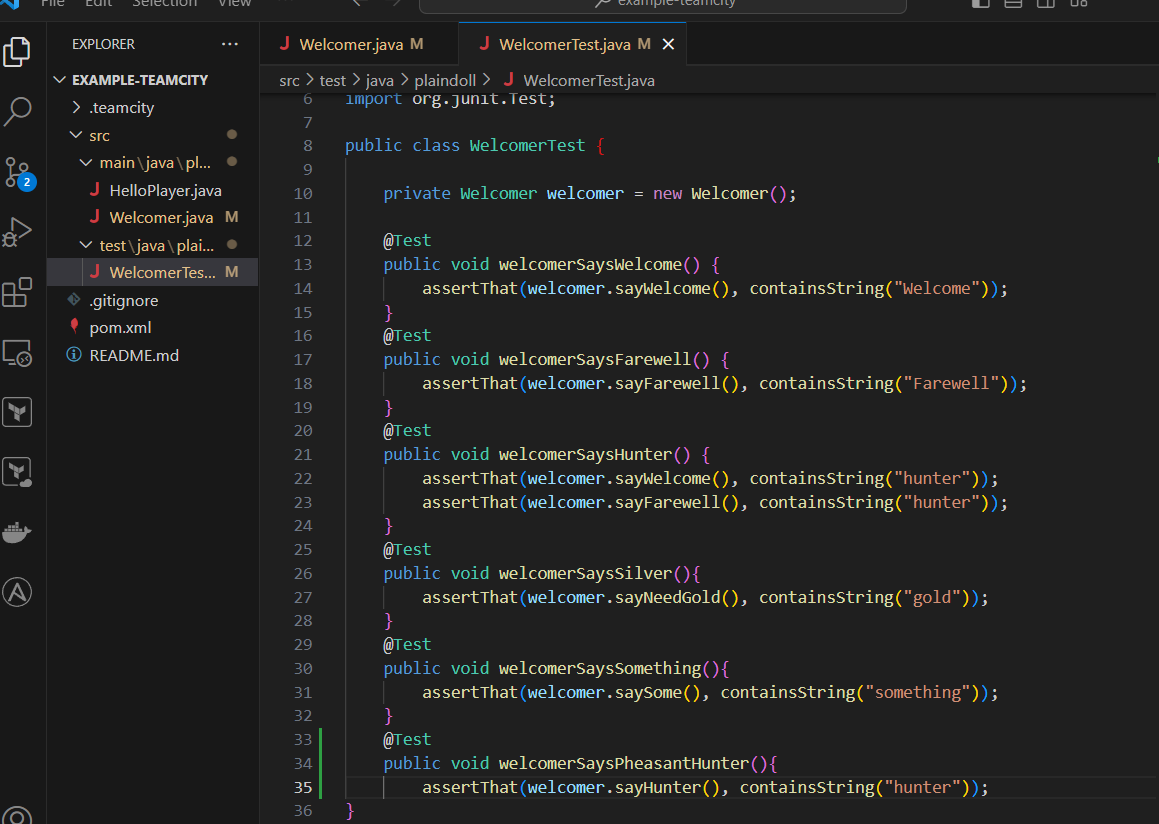 File Edit Selection View
example-teamcity
EXPLORER ...
Welcomer.java M
WelcomerTest.java M
EXAMPLE-TEAMCITY
src > test > java > plaindoll > J WelcomerTest.java
.teamcity
src
main\java\pl...
J HelloPlayer.java
J Welcomer.java M
test\java\plai...
J WelcomerTes... M
.gitignore
pom.xml
README.md
2
6 import org.junit.Test;
7
8 public class WelcomerTest {
9
10 private Welcomer welcomer = new Welcomer();
11
12 @Test
13 public void welcomerSaysWelcome() {
14 assertThat(welcomer.sayWelcome(), containsString("Welcome"));
15 }
16 @Test
17 public void welcomerSaysFarewell() {
18 assertThat(welcomer.sayFarewell(), containsString("Farewell"));
19 }
20 @Test
21 public void welcomerSaysHunter() {
22 assertThat(welcomer.sayWelcome(), containsString("hunter"));
23 assertThat(welcomer.sayFarewell(), containsString("hunter"));
24 }
25 @Test
26 public void welcomerSaysSilver(){
27 assertThat(welcomer.sayNeedGold(), containsString("gold"));
28 }
29 @Test
30 public void welcomerSaysSomething(){
31 assertThat(welcomer.saySome(), containsString("something"));
32 }
33 @Test
34 public void welcomerSaysPheasantHunter(){
35 assertThat(welcomer.sayHunter(), containsString("hunter"));
36 }